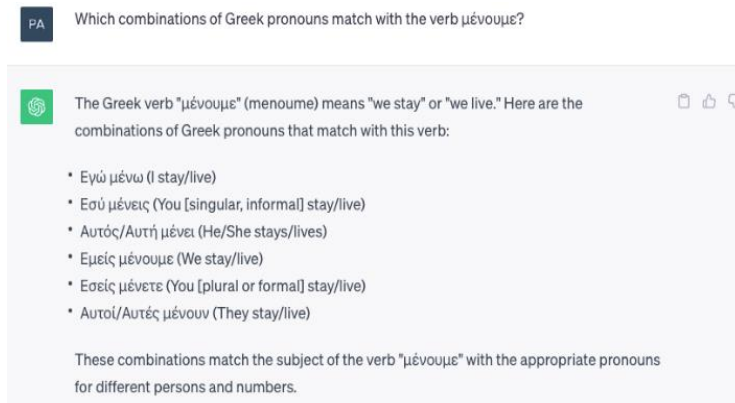 PA
Which combinations of Greek pronouns match with the verb μένουμε?
The Greek verb "μένουμε" (menoume) means "we stay" or "we live." Here are the
combinations of Greek pronouns that match with this verb:
• Εγώ μένω (I stay/live)
• Εσύ μένεις (You [singular, informal] stay/live)
• Αυτός/Αυτή μένει (He/She stays/lives)
• Εμείς μένουμε (We stay/live)
• Εσείς μένετε (You [plural or formal] stay/live)
• Αυτοί/Αυτές μένουν (They stay/live)
These combinations match the subject of the verb "μένουμε" with the appropriate pronouns
for different persons and numbers.